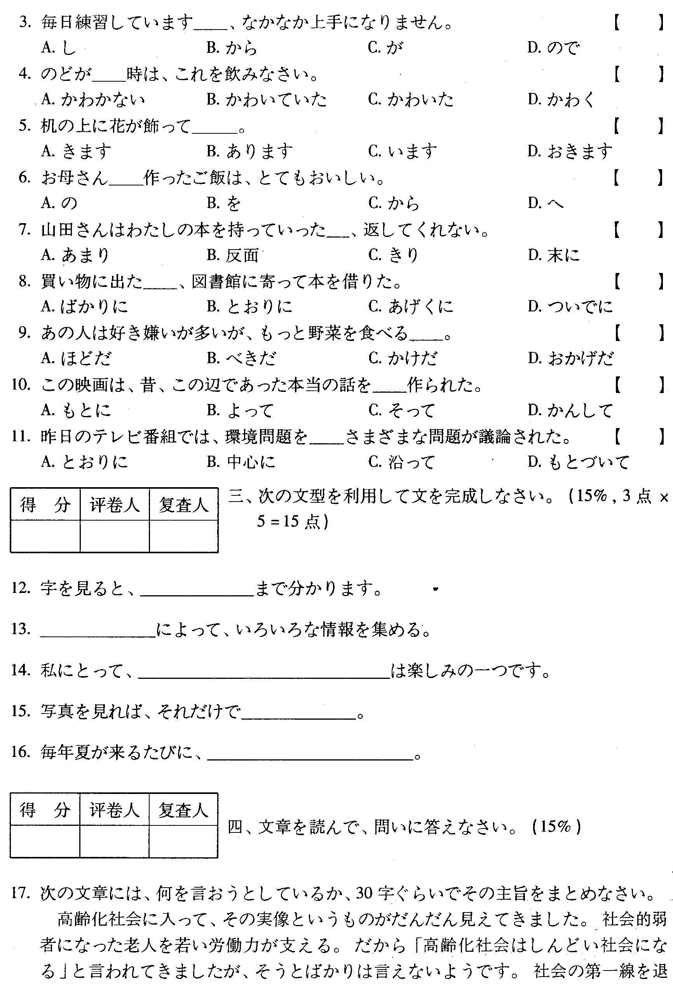 3. 毎日練習しています____、なかなか上手になりません。 【 】
A. し B. から C. が D. ので
4. のどが____時は、これを飲みなさい。 【 】
A. かわかない B. かわいていた C. かわいた D. かわく
5. 机の上に花が飾って_____。 【 】
A. きます B. あります C. います D. おきます
6. お母さん____作ったご飯は、とてもおいしい。 【 】
A. の B. を C. から D. へ
7. 山田さんはわたしの本を持っていった___、返してくれない。 【 】
A. あまり B. 反面 C. きり D. 末に
8. 買い物に出た____、図書館に寄って本を借りた。 【 】
A. ばかりに B. とおりに C. あげくに D. ついでに
9. あの人は好き嫌いが多いが、もっと野菜を食べる____。 【 】
A. ほどだ B. べきだ C. かけだ D. おかげだ
10. この映画は、昔、この辺であった本当の話を____作られた。 【 】
A. もとに B. よって C. そって D. かんして
11. 昨日のテレビ番組では、環境問題を____さまざまな問題が議論された。 【 】
A. とおりに B. 中心に C. 沿って D. もとづいて
得 分 评卷人 复查人
三、次の文型を利用して文を完成しなさい。(15%,3 点 ×
5 = 15 点)
12. 字を見ると、_____________まで分かります。
13. _____________によって、いろいろな情報を集める。
14. 私にとって、_____________________________は楽しみの一つです。
15. 写真を見れば、それだけで_____________。
16. 毎年夏が来るたびに、________________________。
得 分 评卷人 复查人
四、文章を読んで、問いに答えなさい。(15%)
17. 次の文章には、何を言おうとしているか、30 字ぐらいでその主旨をまとめなさい。
高齢化社会に入って、その実像というものがだんだん見えてきました。 社会的弱
者になった老人を若い労働力が支える。 だから「高齢化社会はしんどい社会にな
る」と言われてきましたが、そうとばかりは言えないようです。 社会の第一線を退